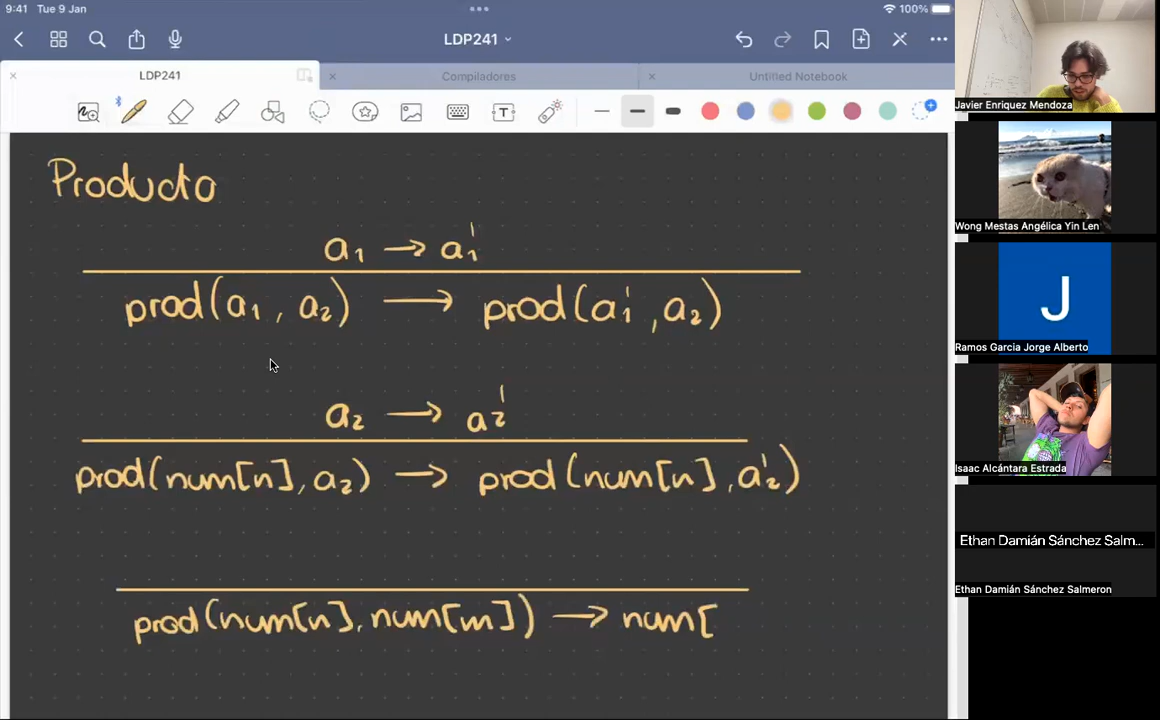 9:41 Tue 9 Jan
100%
LDP241
LDP241
Compiladores
Untitled Notebook
T
Producto
a₁ → a₁'
prod(a₁, a₂) → prod(a₁', a₂)
a₂ → a₂'
prod(num[n], a₂) → prod(num[n], a₂')
prod(num[n], num[m]) → num[
Javier Enriquez Mendoza
Wong Mestas Angélica Yin Len
J
Ramos Garcia Jorge Alberto
Isaac Alcántara Estrada
Ethan Damián Sánchez Salm...
Ethan Damián Sánchez Salmeron